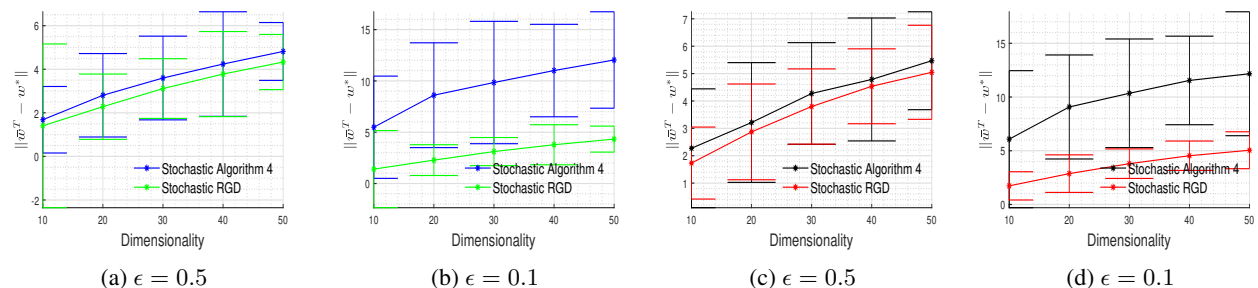 6
4
2
0
-2
||w̄^T − w*||
Stochastic Algorithm 4
Stochastic RGD
10 20 30 40 50
Dimensionality
(a) ϵ = 0.5
15
10
5
0
||w̄^T − w*||
Stochastic Algorithm 4
Stochastic RGD
10 20 30 40 50
Dimensionality
(b) ϵ = 0.1
7
6
5
4
3
2
1
||w̄^T − w*||
Stochastic Algorithm 4
Stochastic RGD
10 20 30 40 50
Dimensionality
(c) ϵ = 0.5
15
10
5
0
||w̄^T − w*||
Stochastic Algorithm 4
Stochastic RGD
10 20 30 40 50
Dimensionality
(d) ϵ = 0.1